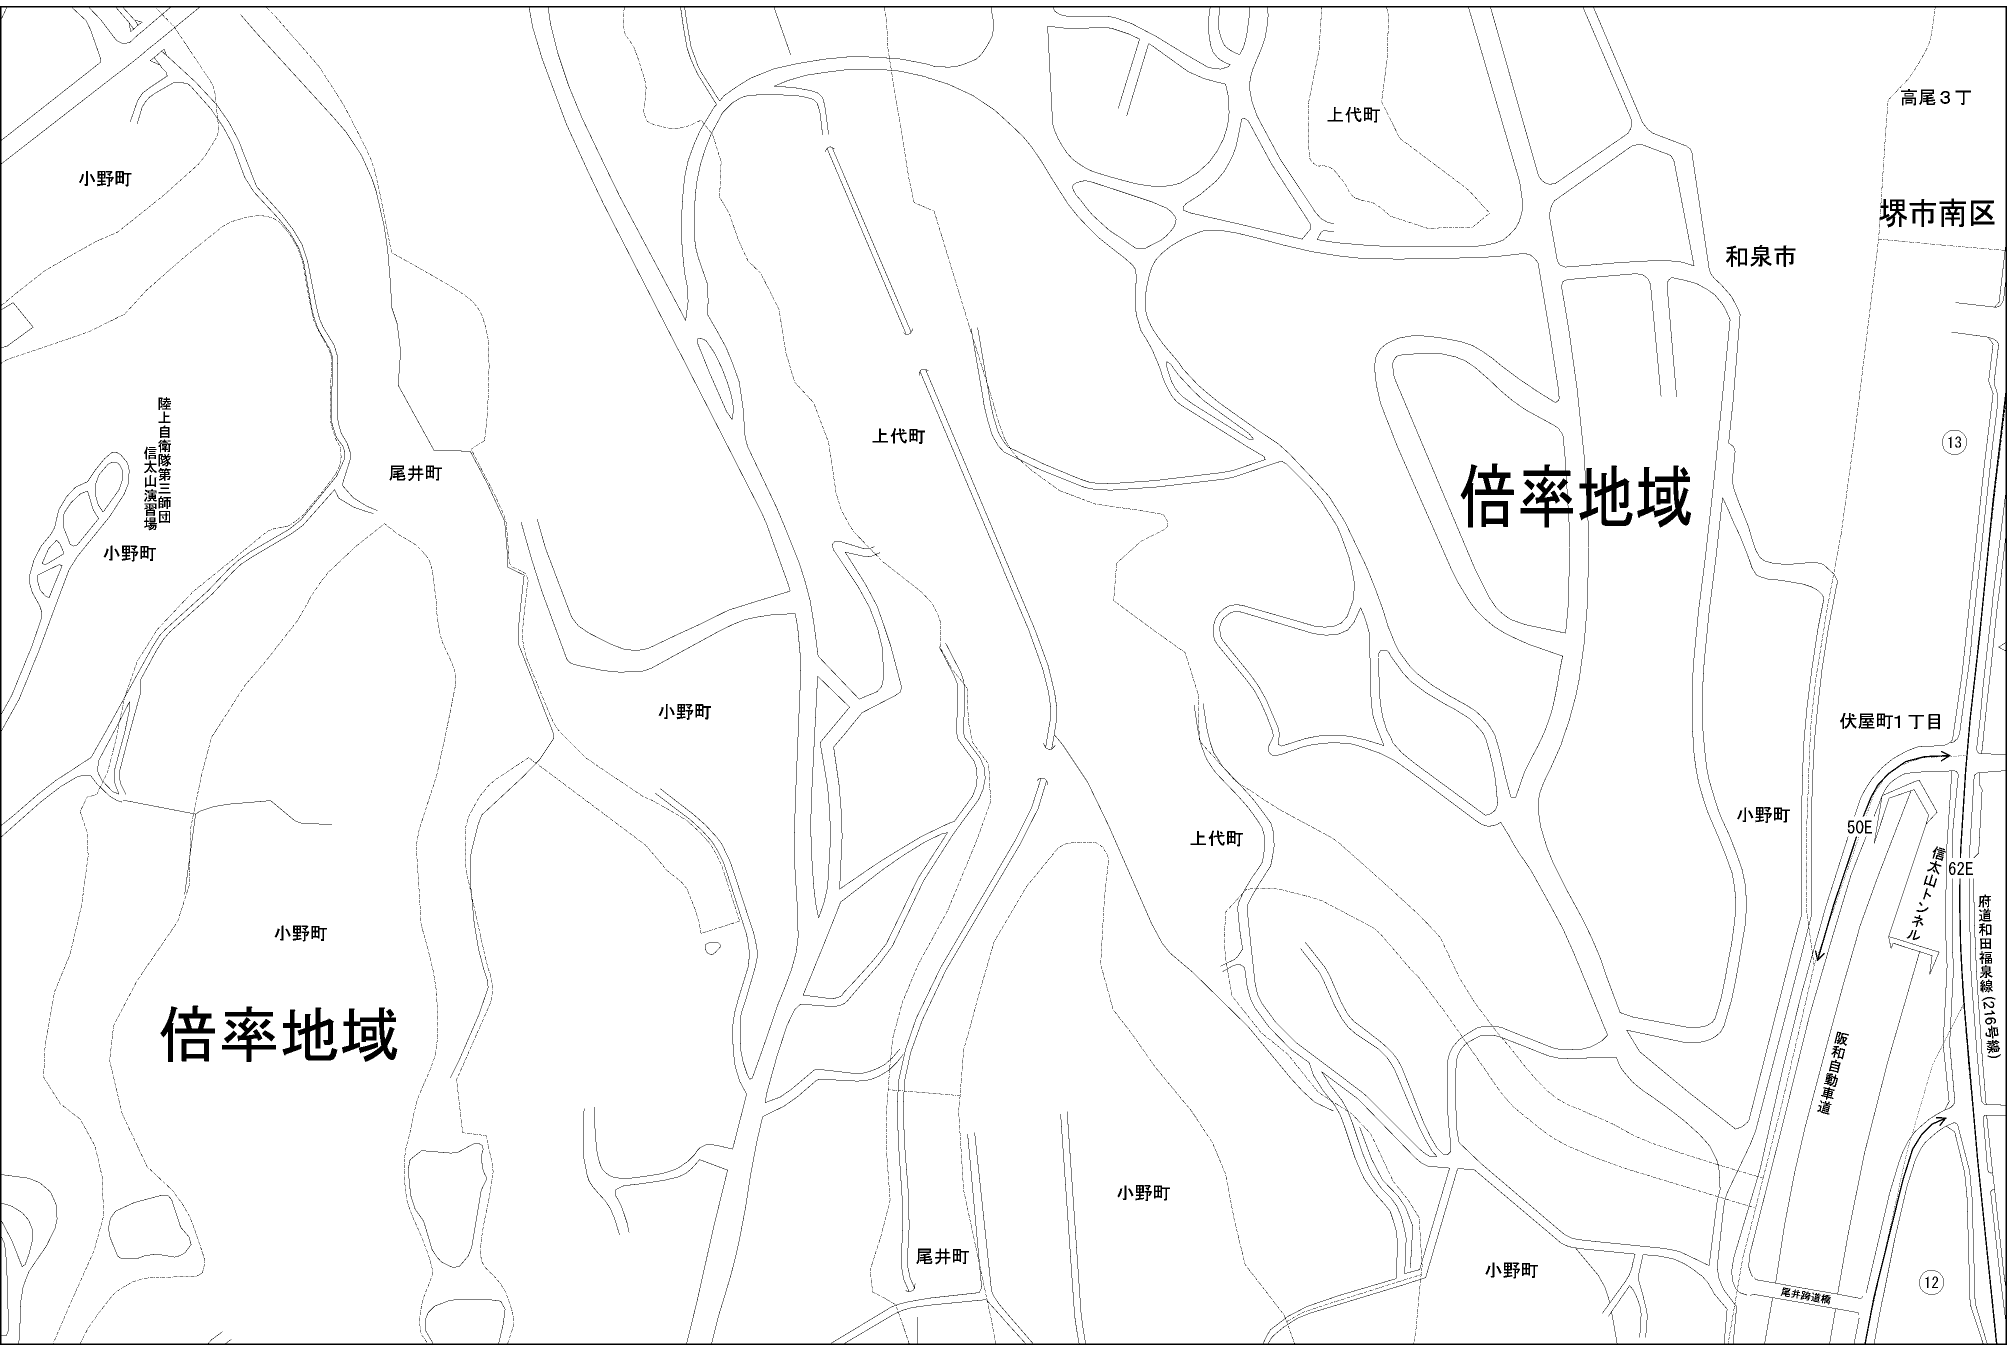 高尾３丁
上代町
小野町
堺市南区
和泉市
陸上自衛隊第三師団
信太山演習場
上代町
13
尾井町
倍率地域
小野町
小野町
伏屋町１丁目
小野町
50E
上代町
62E
信太山トンネル
府道和田福泉線(216号線)
小野町
倍率地域
阪和自動車道
小野町
尾井町
小野町
12
尾井跨道橋